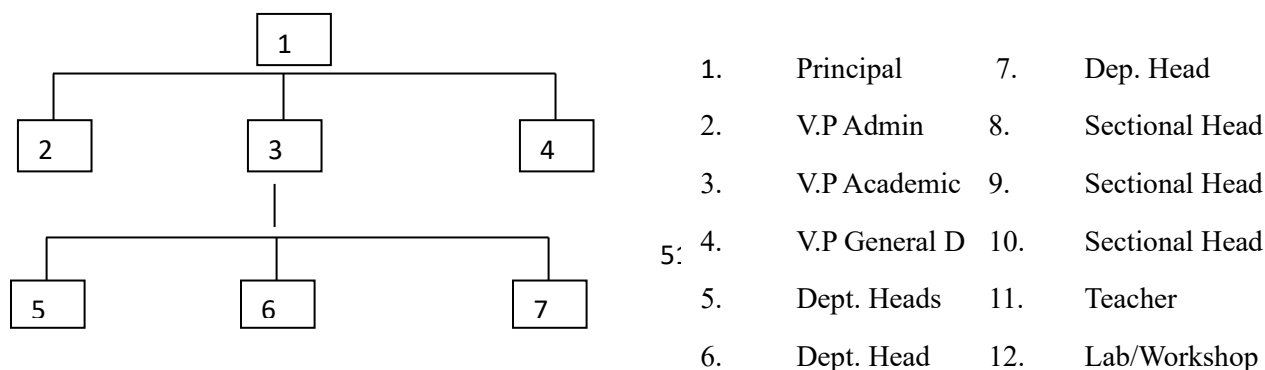 1
2 3 4
5 6 7
1. Principal 7. Dep. Head
2. V.P Admin 8. Sectional Head
3. V.P Academic 9. Sectional Head
4. V.P General D 10. Sectional Head
5. Dept. Heads 11. Teacher
6. Dept. Head 12. Lab/Workshop